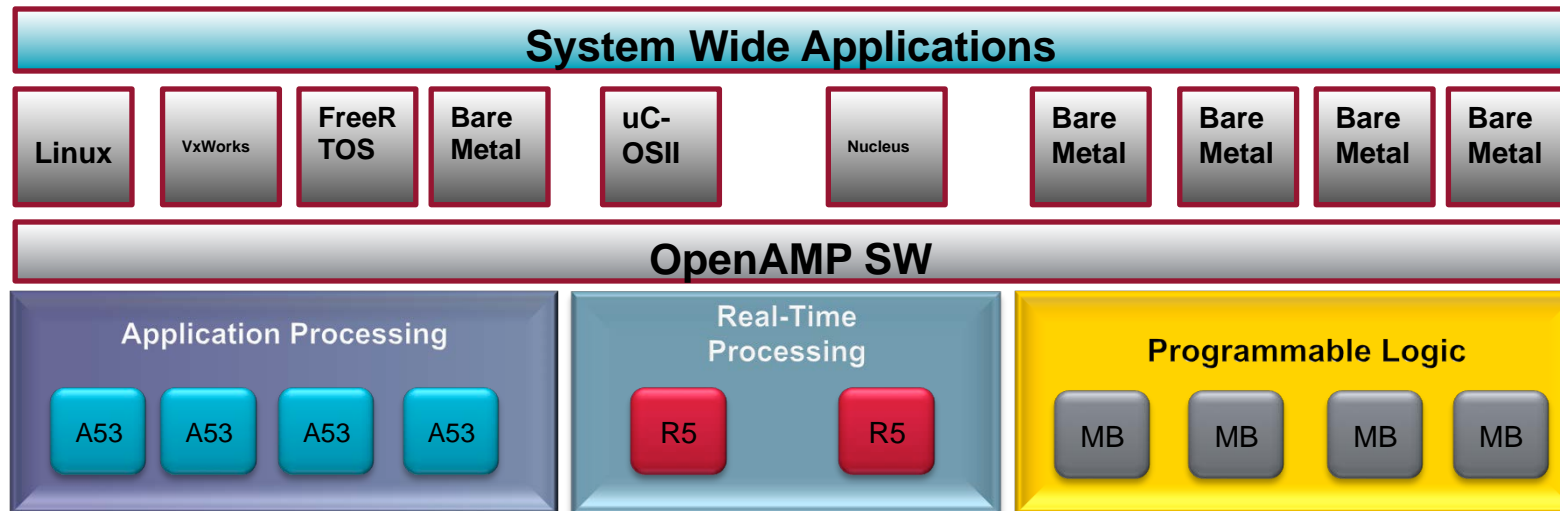 System Wide Applications
Linux
VxWorks
FreeR
TOS
Bare
Metal
uC-
OSII
Nucleus
Bare
Metal
Bare
Metal
Bare
Metal
Bare
Metal
OpenAMP SW
Application Processing
A53
A53
A53
A53
Real-Time
Processing
R5
R5
Programmable Logic
MB
MB
MB
MB